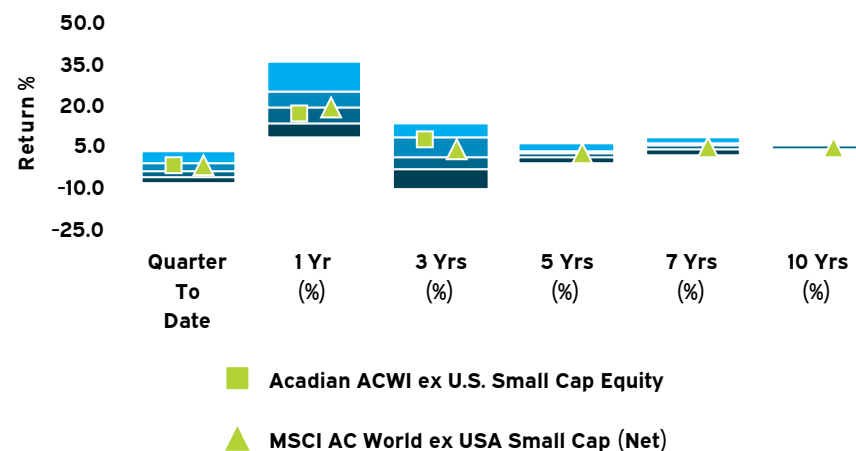 50.0
35.0
20.0
5.0
-10.0
-25.0
Return %
Quarter To Date
1 Yr (%)
3 Yrs (%)
5 Yrs (%)
7 Yrs (%)
10 Yrs (%)
Acadian ACWI ex U.S. Small Cap Equity
MSCI AC World ex USA Small Cap (Net)